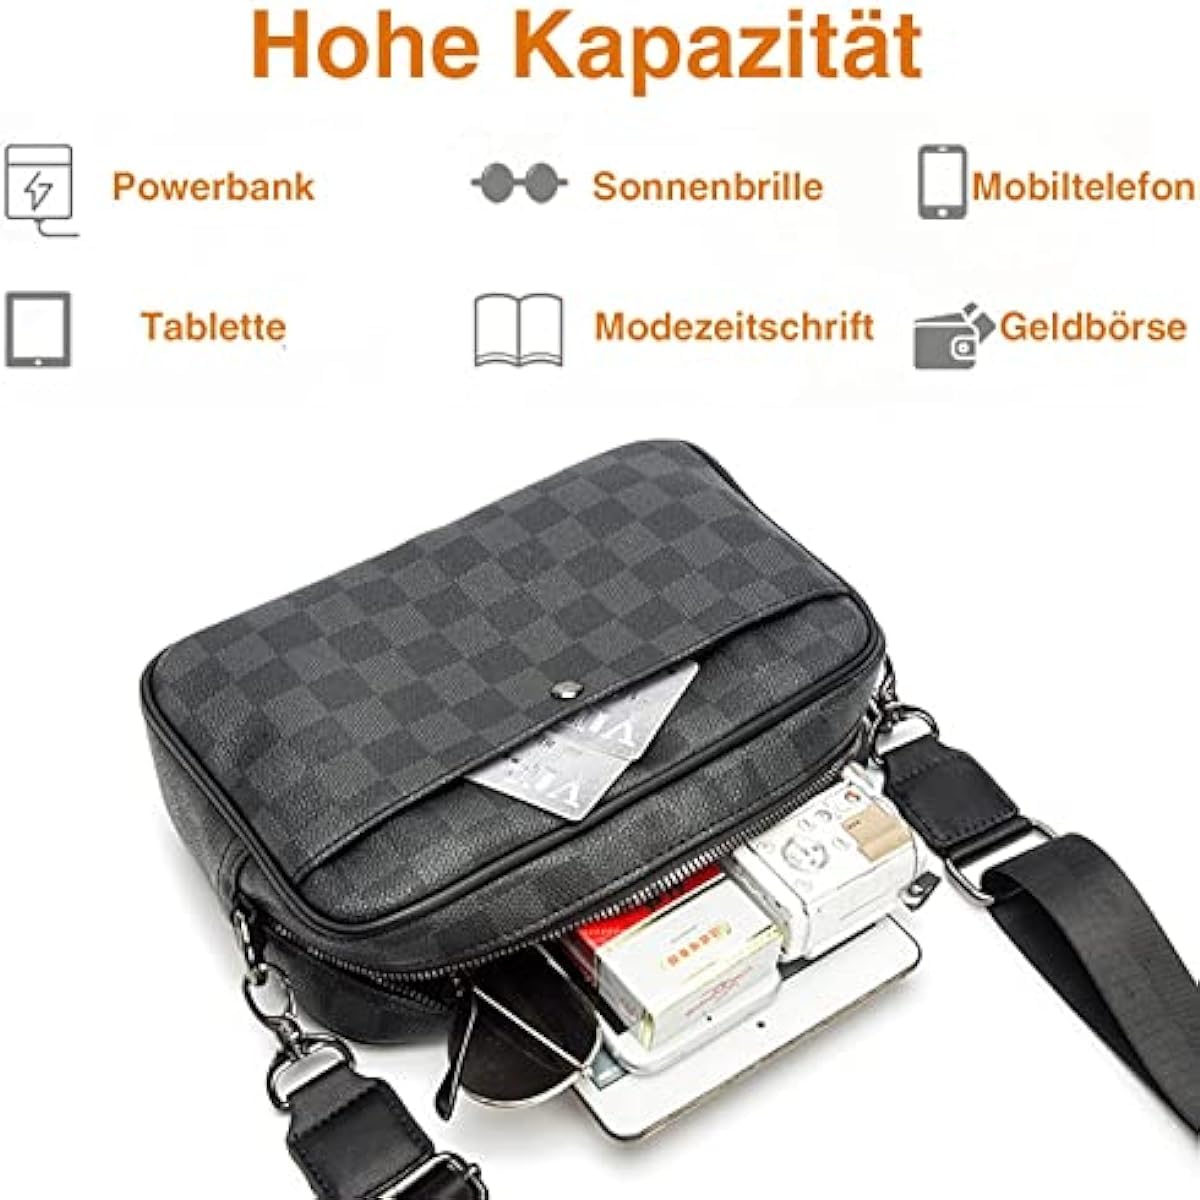 Hohe Kapazität
Powerbank
Sonnenbrille
Mobiltelefon
Tablette
Modezeitschrift
Geldbörse